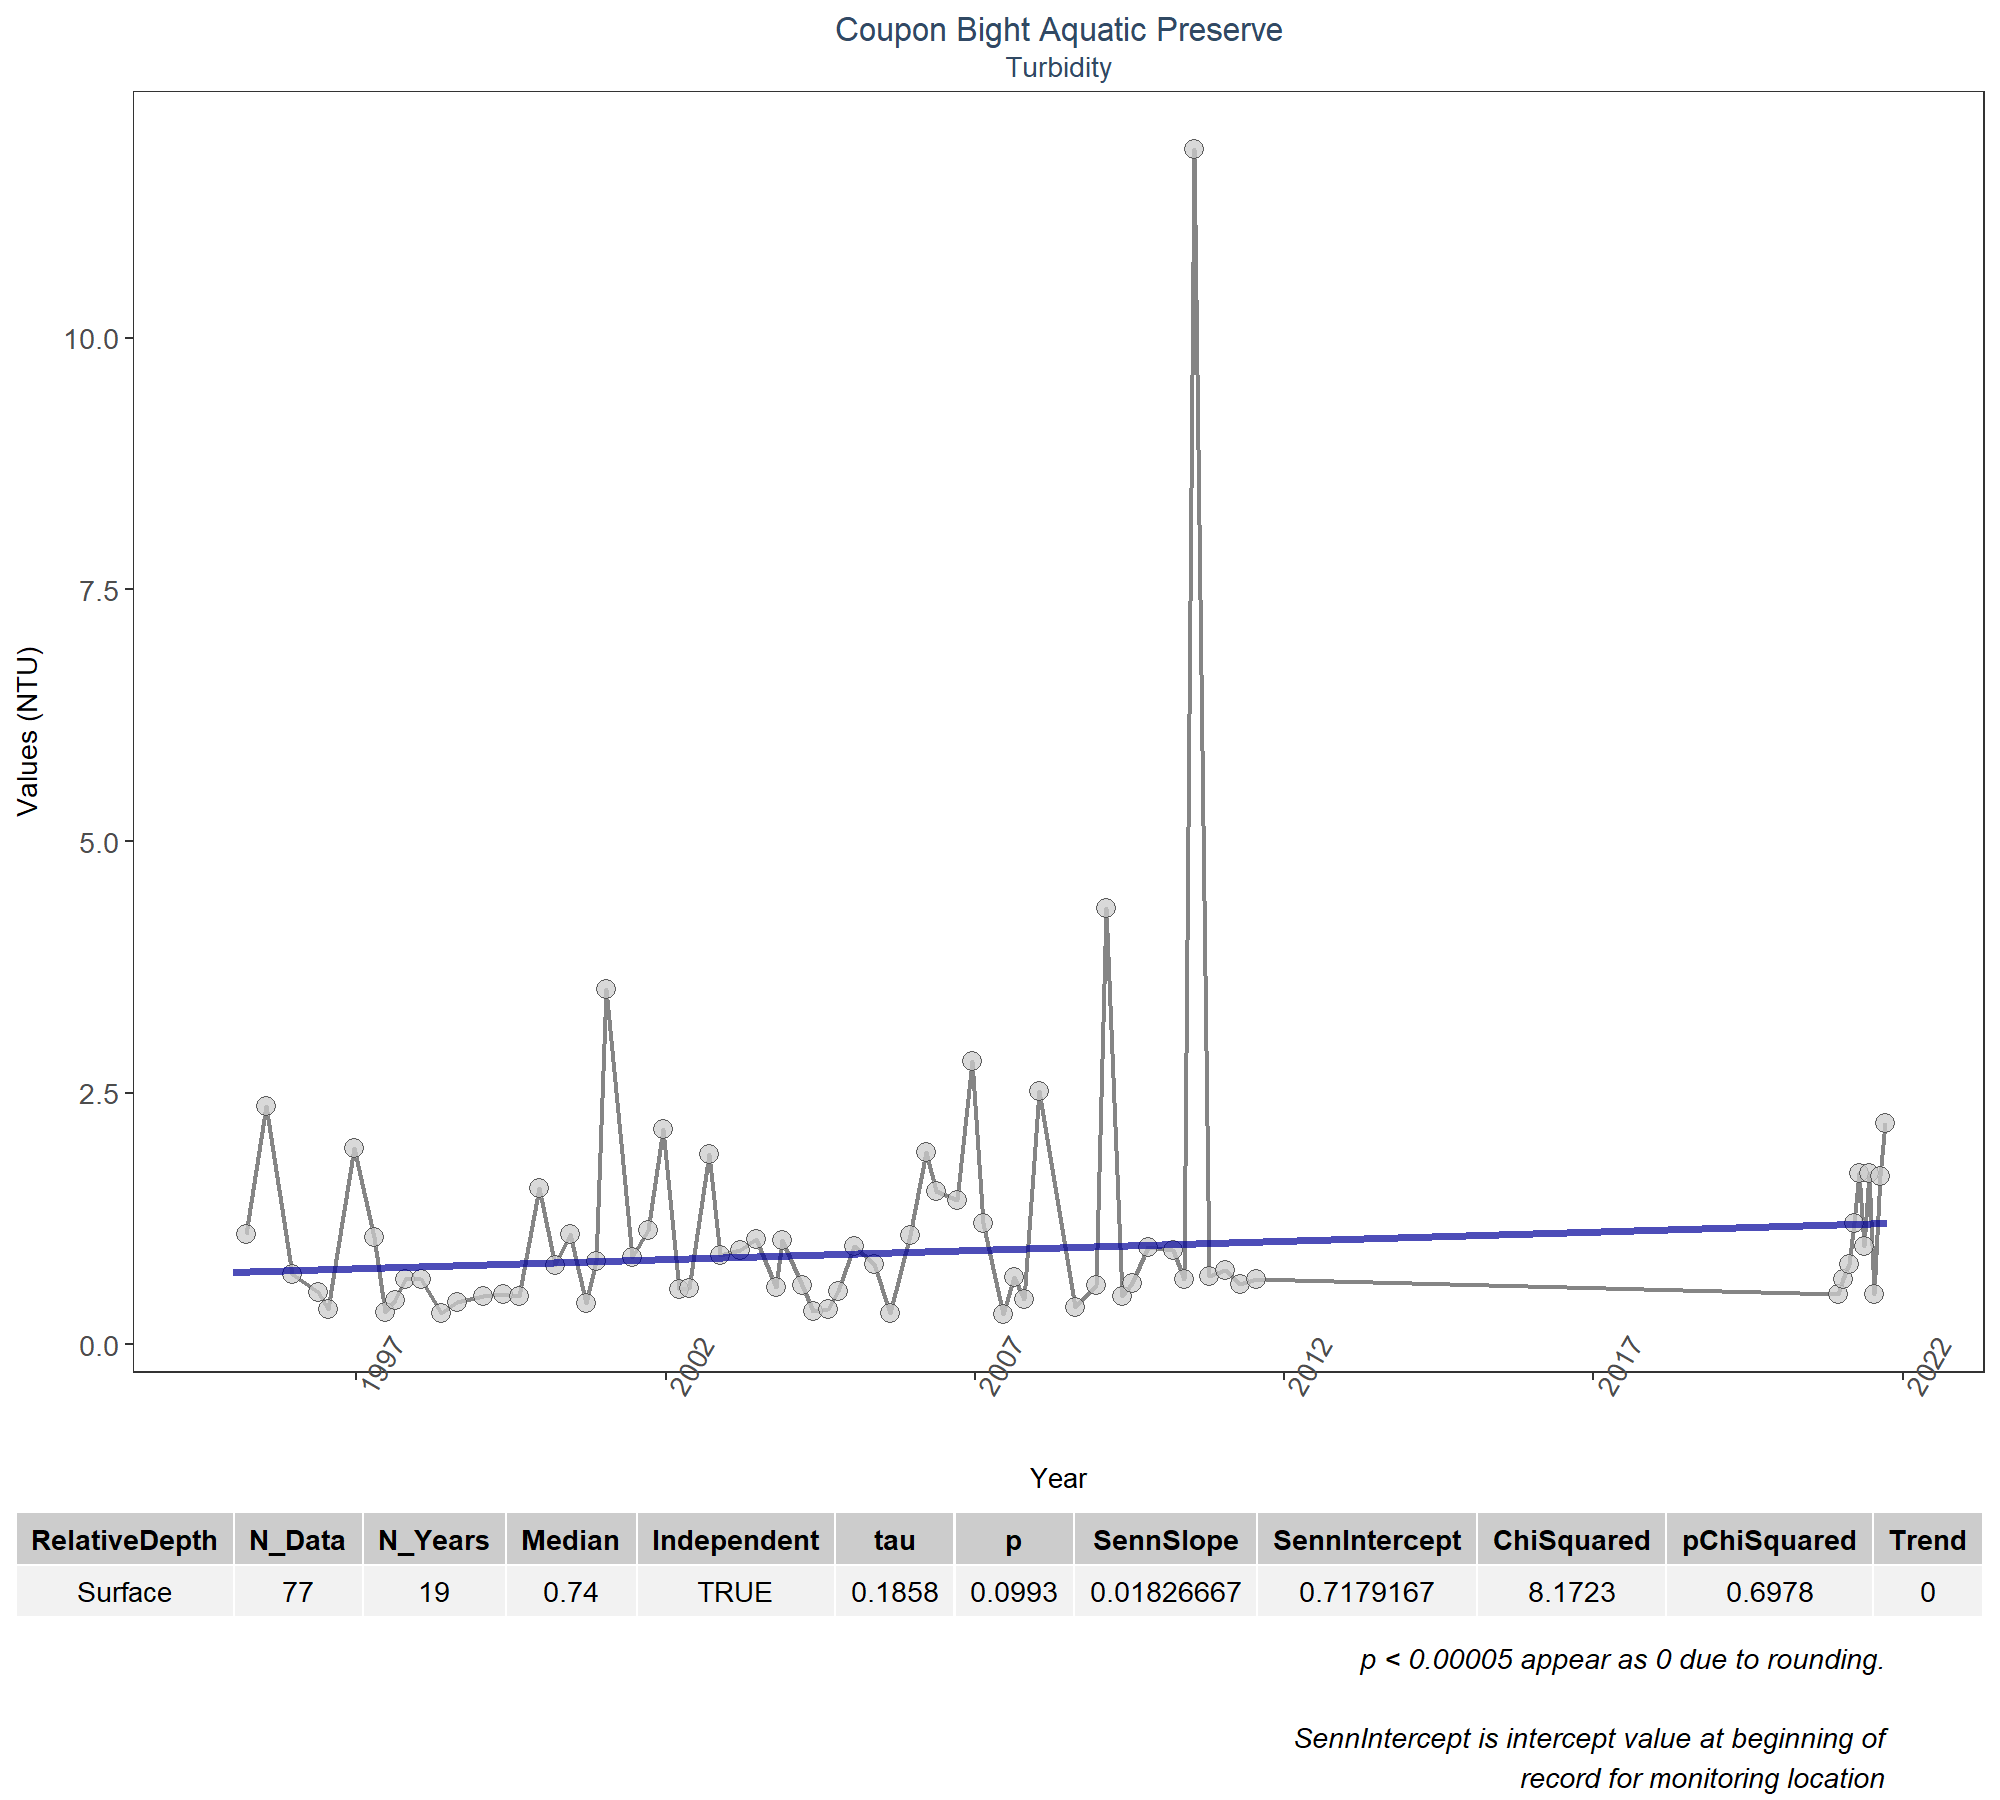 Coupon Bight Aquatic Preserve
Turbidity
Values (NTU)
10.0
7.5
5.0
2.5
0.0
1997 2002 2007 2012 2017 2022
Year
RelativeDepth N_Data N_Years Median Independent tau p SennSlope SennIntercept ChiSquared pChiSquared Trend
Surface 77 19 0.74 TRUE 0.1858 0.0993 0.01826667 0.7179167 8.1723 0.6978 0
p < 0.00005 appear as 0 due to rounding.
SennIntercept is intercept value at beginning of
record for monitoring location